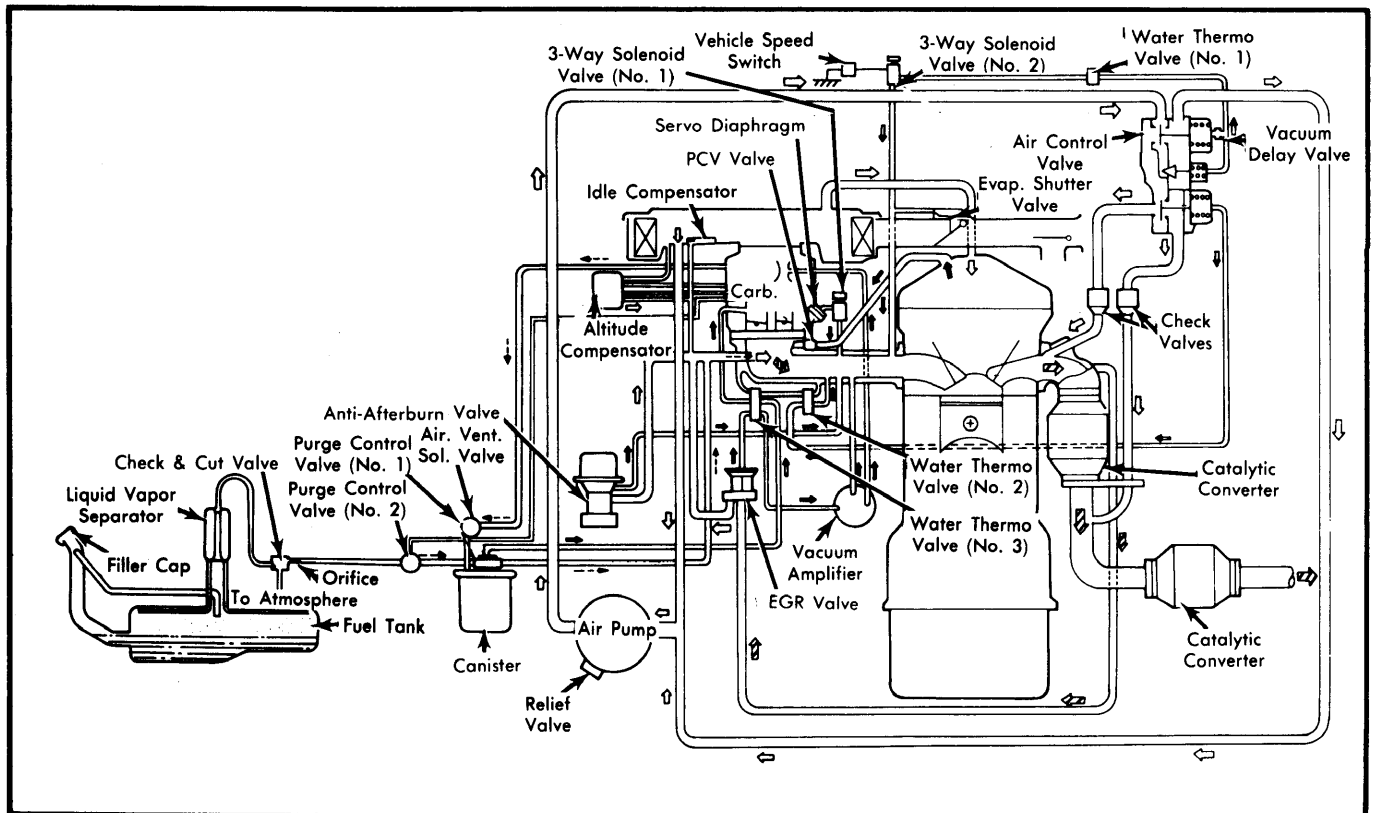 Vehicle Speed
Switch
3-Way Solenoid
Valve (No. 1)
3-Way Solenoid
Valve (No. 2)
Water Thermo
Valve (No. 1)
Servo Diaphragm
PCV Valve
Idle Compensator
Air Control
Valve
Evap. Shutter
Valve
Vacuum
Delay Valve
Carb.
Altitude
Compensator
Check
Valves
Anti-Afterburn Valve
Air. Vent.
Sol. Valve
Purge Control
Valve (No. 1)
Purge Control
Valve (No. 2)
Check & Cut Valve
Liquid Vapor
Separator
Filler Cap
Orifice
To Atmosphere
Fuel Tank
Canister
Air Pump
Relief
Valve
Water Thermo
Valve (No. 2)
Water Thermo
Valve (No. 3)
Vacuum
Amplifier
EGR Valve
Catalytic
Converter
Catalytic
Converter